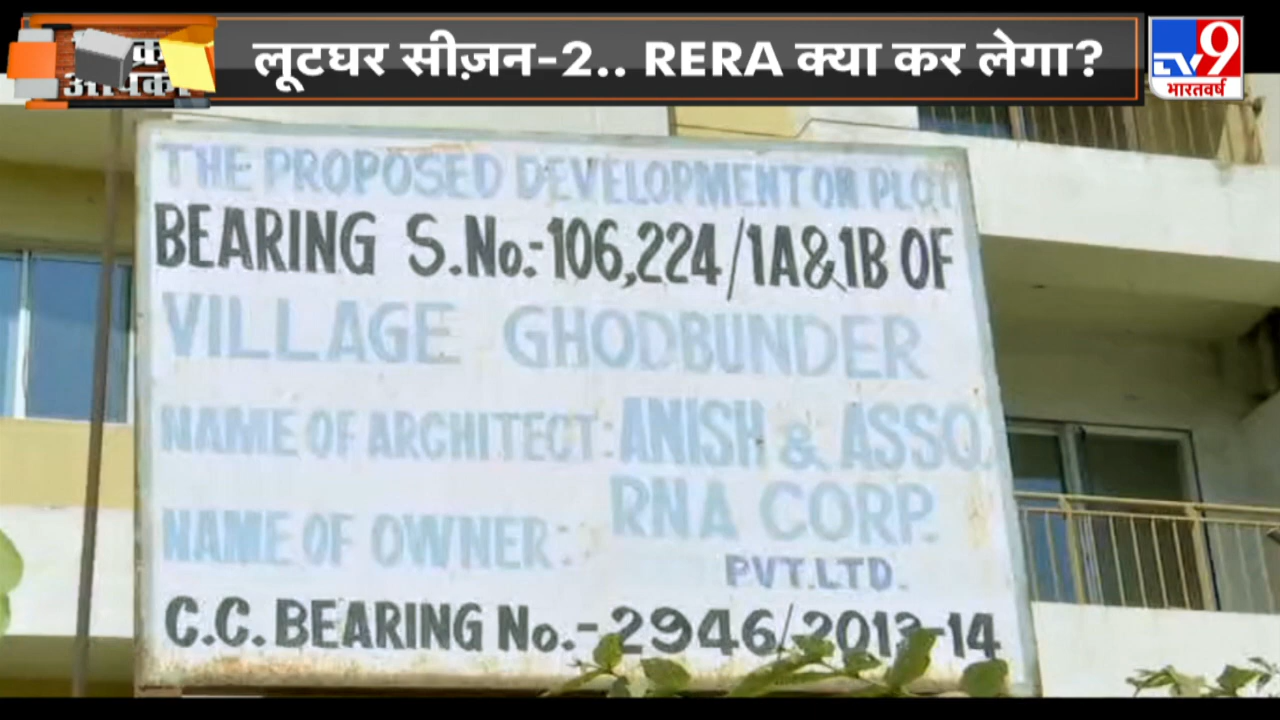 लूटघर सीज़न-2.. RERA क्या कर लेगा?
TV9
भारतवर्ष
THE PROPOSED DEVELOPMENT ON PLOT
BEARING S.No:-106,224/1A&1B OF
VILLAGE GHODBUNDER
NAME OF ARCHITECT: ANISH & ASSO.
NAME OF OWNER: RNA CORP.
PVT.LTD.
C.C. BEARING No.-2946/2013-14